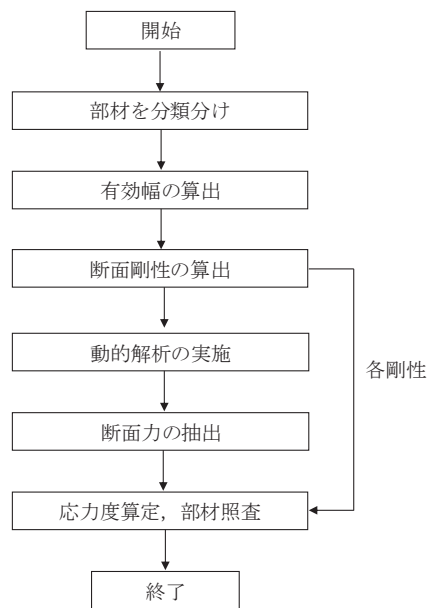 開始
部材を分類分け
有効幅の算出
断面剛性の算出
動的解析の実施
各剛性
断面力の抽出
応力度算定，部材照査
終了